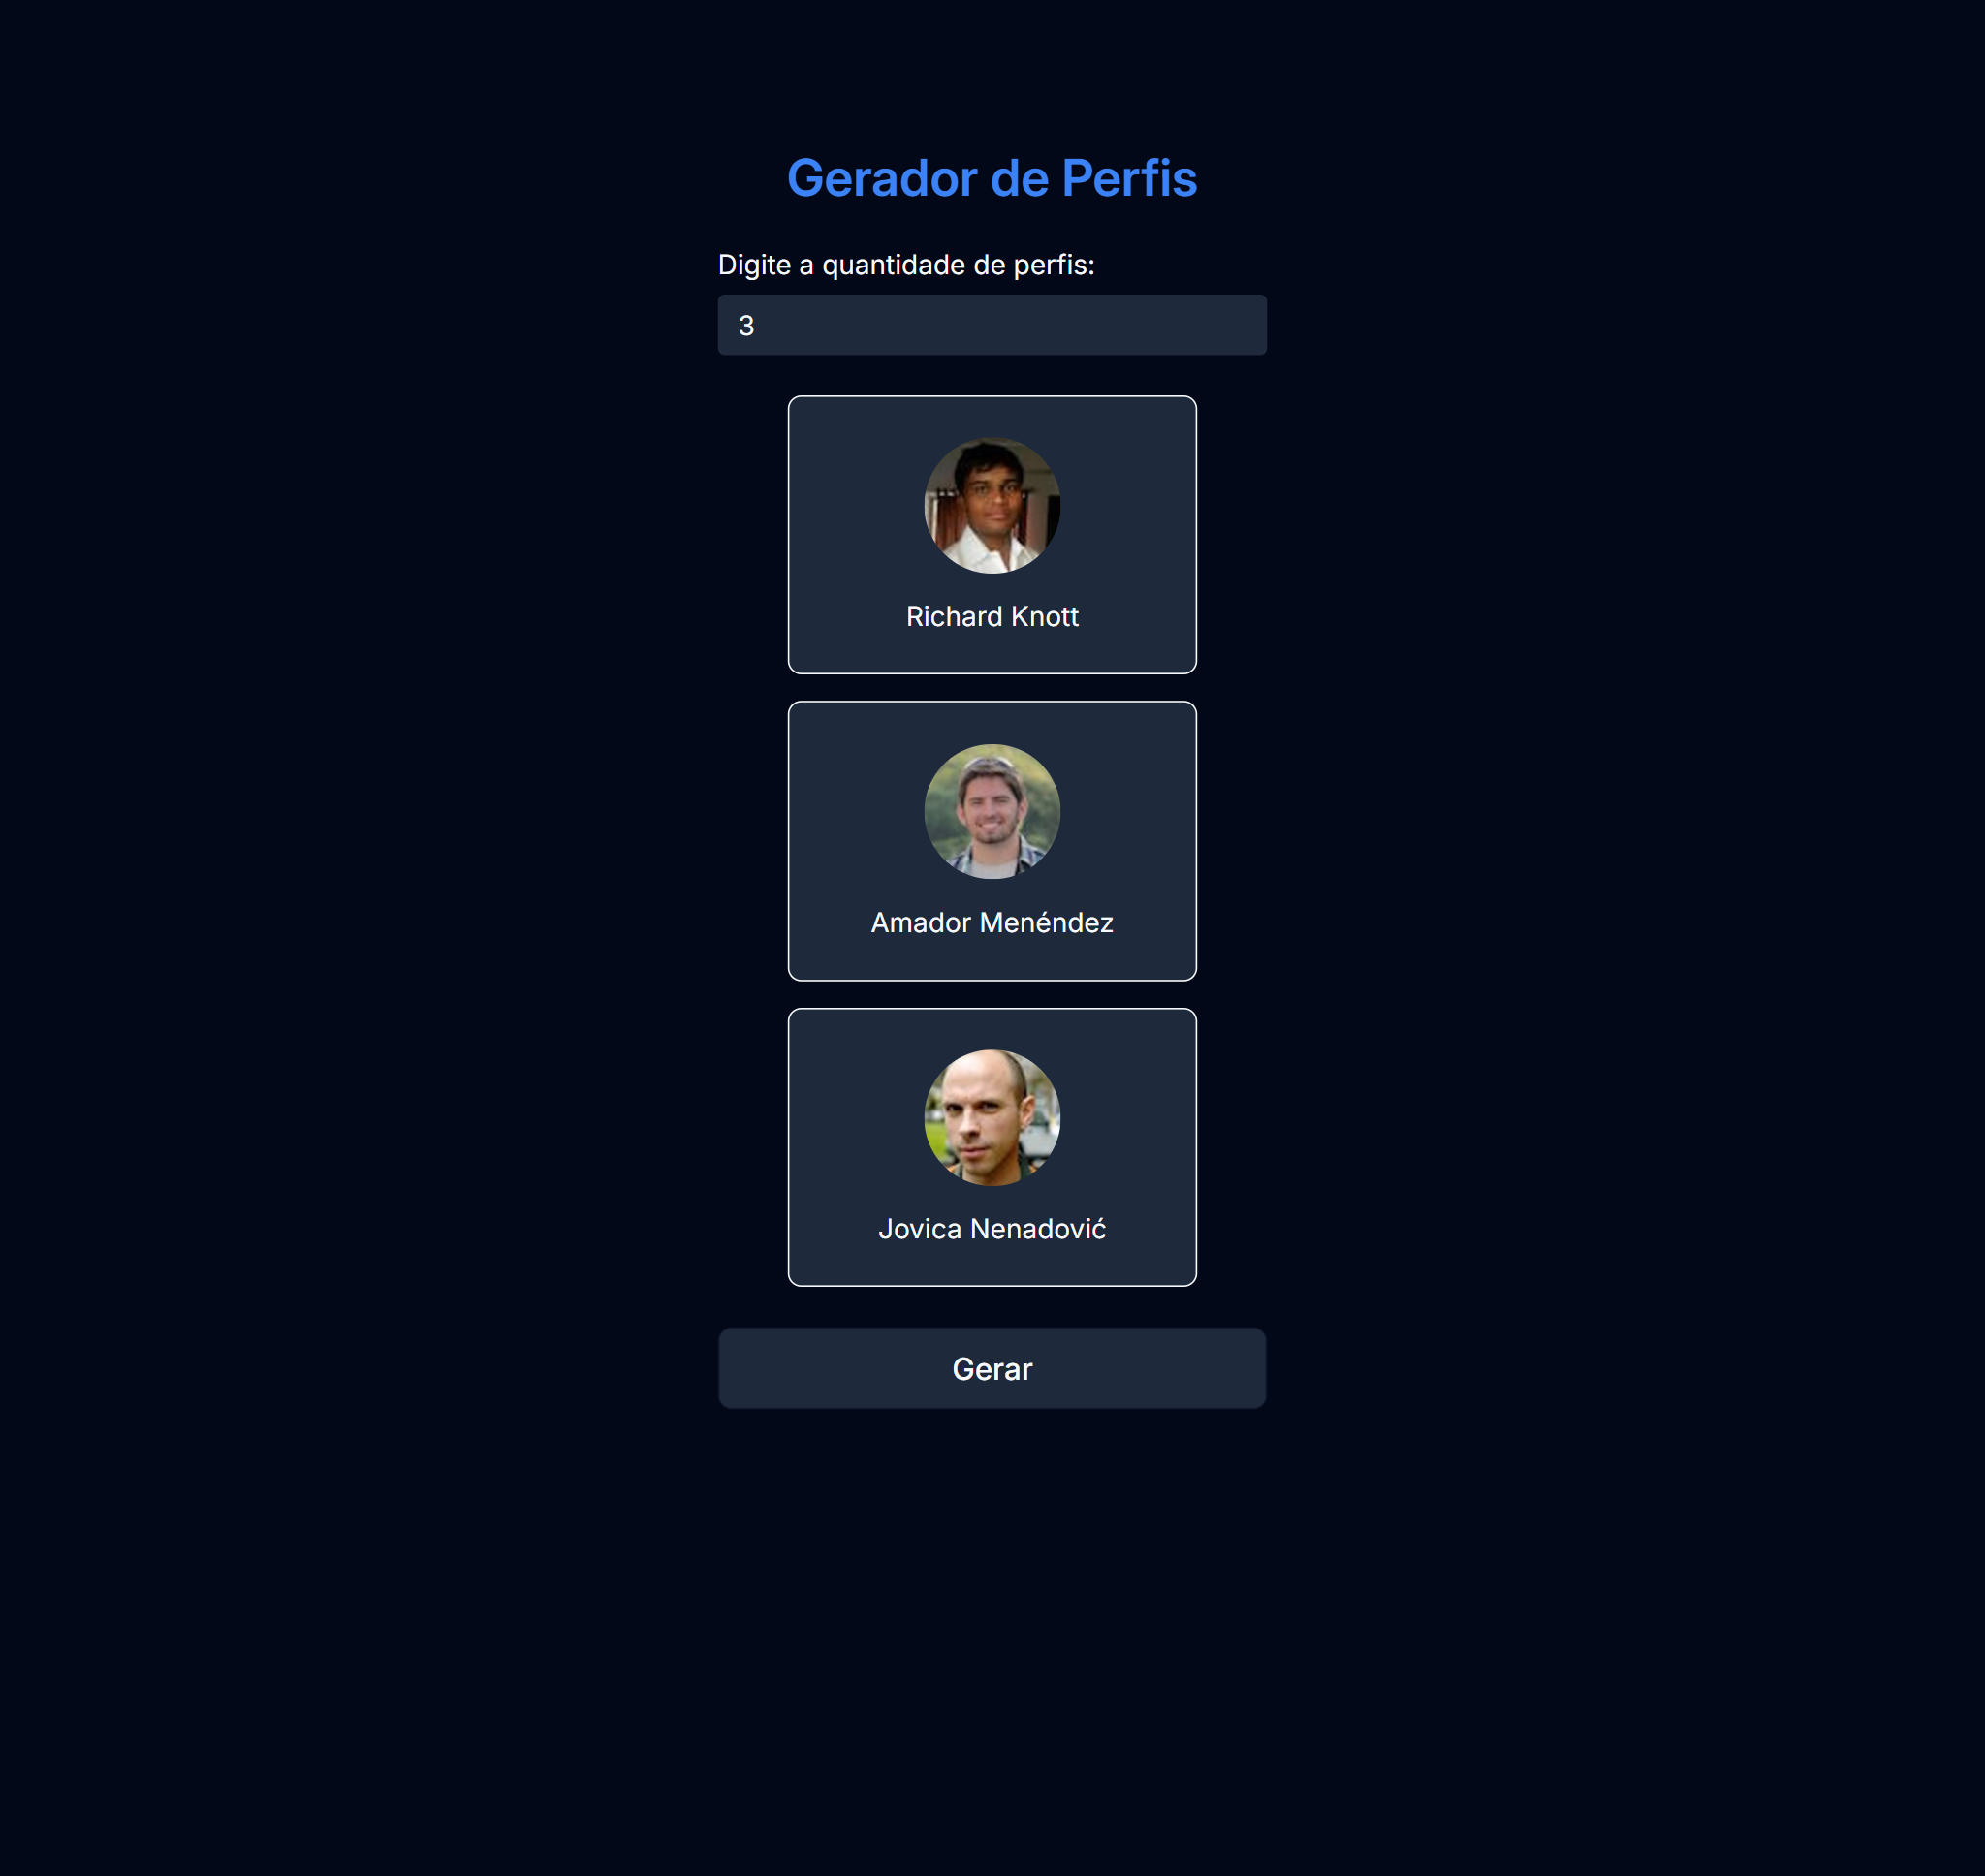 Gerador de Perfis
Digite a quantidade de perfis:
3
Richard Knott
Amador Menéndez
Jovica Nenadović
Gerar